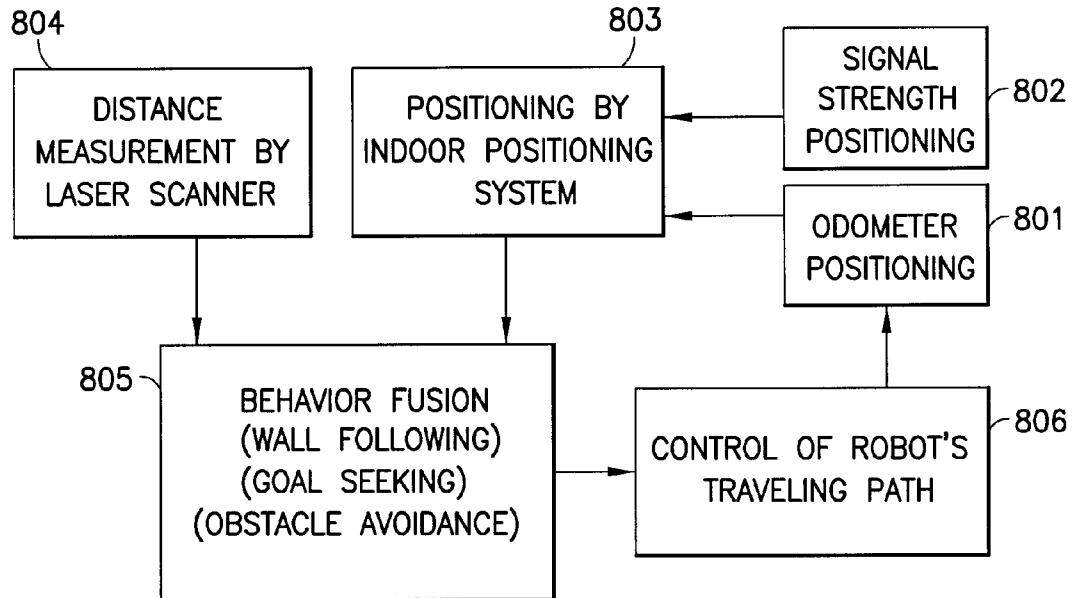 804
DISTANCE
MEASUREMENT BY
LASER SCANNER
803
POSITIONING BY
INDOOR POSITIONING
SYSTEM
SIGNAL
STRENGTH
POSITIONING
802
ODOMETER
POSITIONING
801
805
BEHAVIOR FUSION
(WALL FOLLOWING)
(GOAL SEEKING)
(OBSTACLE AVOIDANCE)
CONTROL OF ROBOT'S
TRAVELING PATH
806